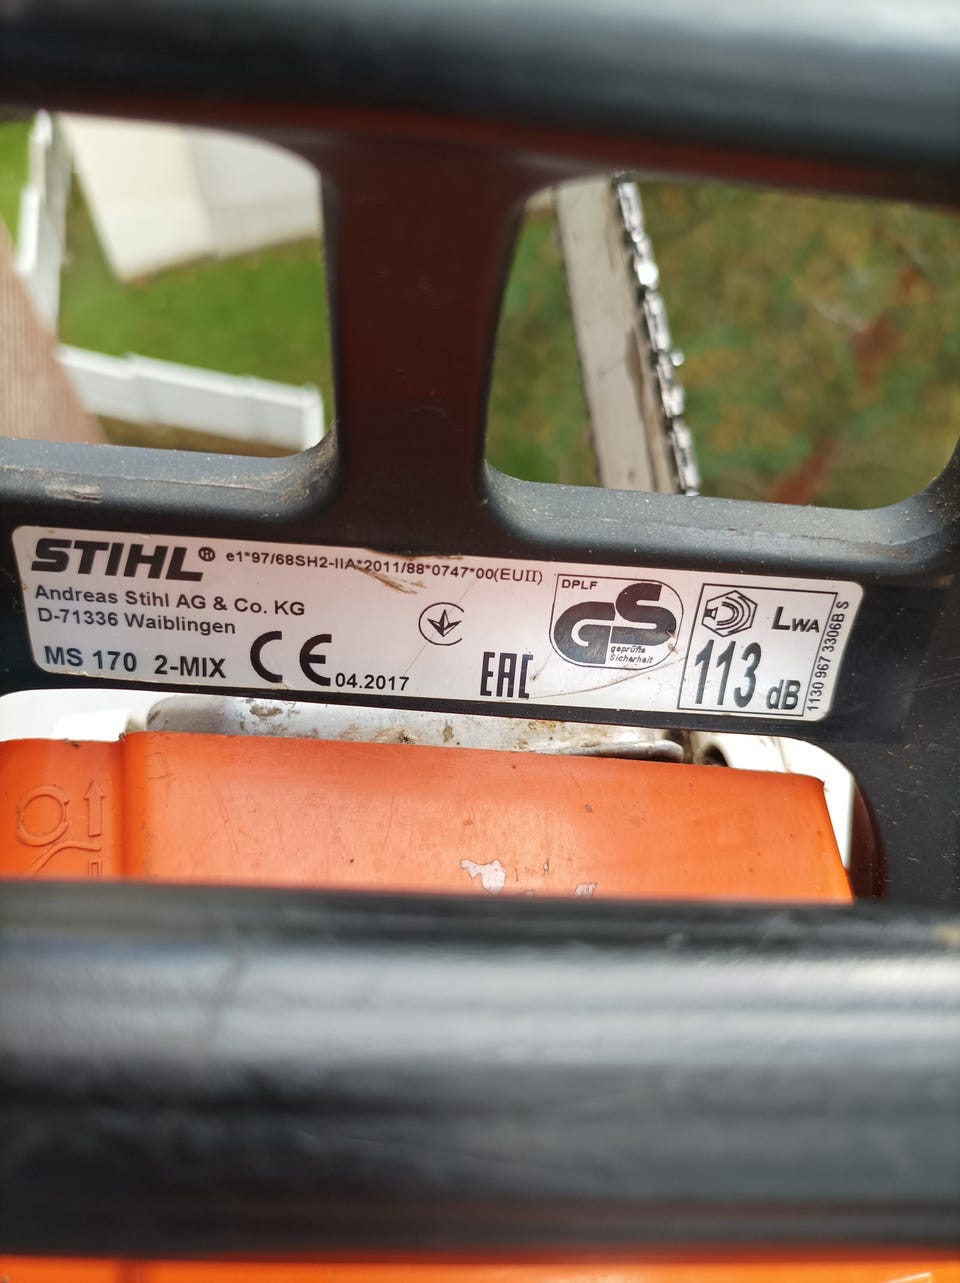 STIHL® e1*97/68SH2-IIA*2011/88*0747*00(EUII)
Andreas Stihl AG & Co. KG
D-71336 Waiblingen
MS 170 2-MIX CE 04.2017
EAC
DPLF
GS
geprüfte
Sicherheit
LWA
113 dB
1130 967 3306B S